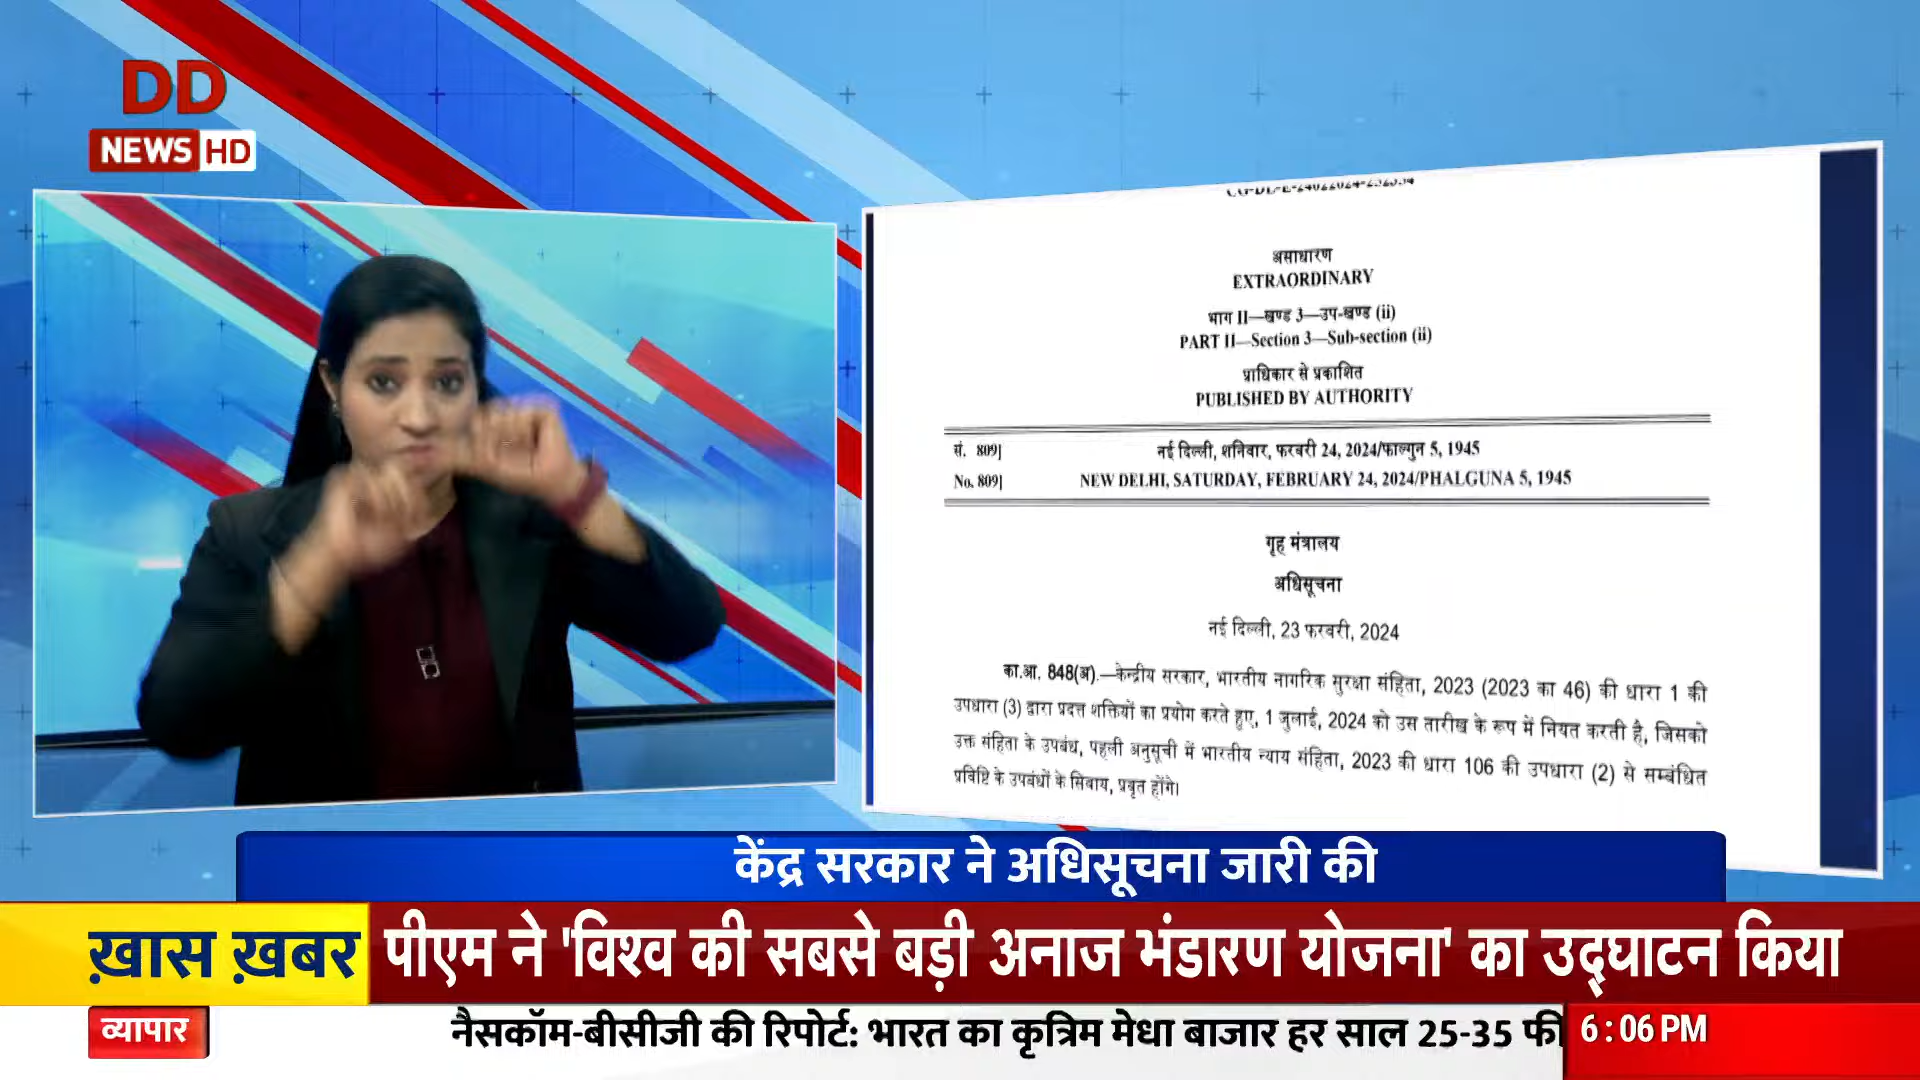 DD
NEWS HD
असाधारण
EXTRAORDINARY
भाग II—खण्ड 3—उप-खण्ड (ii)
PART II—Section 3—Sub-section (ii)
प्राधिकार से प्रकाशित
PUBLISHED BY AUTHORITY
सं. 809] नई दिल्ली, शनिवार, फरवरी 24, 2024/फाल्गुन 5, 1945
No. 809] NEW DELHI, SATURDAY, FEBRUARY 24, 2024/PHALGUNA 5, 1945
गृह मंत्रालय
अधिसूचना
नई दिल्ली, 23 फरवरी, 2024
का.आ. 848(अ).—केन्द्रीय सरकार, भारतीय नागरिक सुरक्षा संहिता, 2023 (2023 का 46) की धारा 1 की
उपधारा (3) द्वारा प्रदत्त शक्तियों का प्रयोग करते हुए, 1 जुलाई, 2024 को उस तारीख के रूप में नियत करती है, जिसको
उक्त संहिता के उपबंध, पहली अनुसूची में भारतीय न्याय संहिता, 2023 की धारा 106 की उपधारा (2) से सम्बंधित
प्रविष्टि के उपबंधों के सिवाय, प्रवृत होंगे।
केंद्र सरकार ने अधिसूचना जारी की
ख़ास ख़बर पीएम ने 'विश्व की सबसे बड़ी अनाज भंडारण योजना' का उद्घाटन किया
व्यापार नैसकॉम-बीसीजी की रिपोर्ट: भारत का कृत्रिम मेधा बाजार हर साल 25-35 फी 6:06 PM